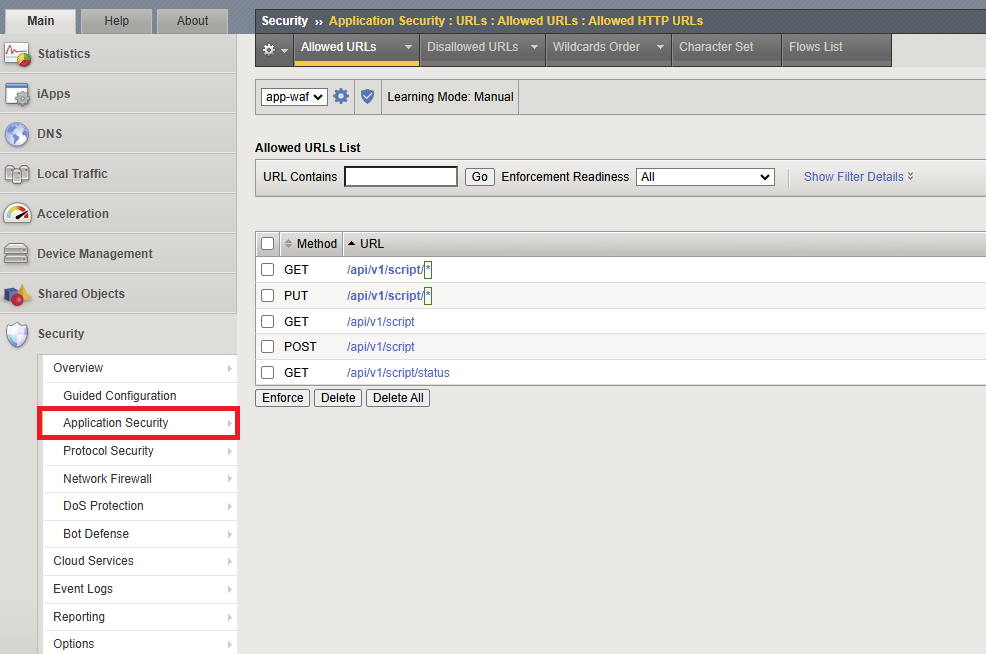 Main Help About
Security ›› Application Security : URLs : Allowed URLs : Allowed HTTP URLs
Allowed URLs Disallowed URLs Wildcards Order Character Set Flows List
Statistics
iApps
DNS
Local Traffic
Acceleration
Device Management
Shared Objects
Security
Overview
Guided Configuration
Application Security
Protocol Security
Network Firewall
DoS Protection
Bot Defense
Cloud Services
Event Logs
Reporting
Options
app-waf Learning Mode: Manual
Allowed URLs List
URL Contains Go Enforcement Readiness All Show Filter Details
Method URL
GET /api/v1/script/*
PUT /api/v1/script/*
GET /api/v1/script
POST /api/v1/script
GET /api/v1/script/status
Enforce Delete Delete All